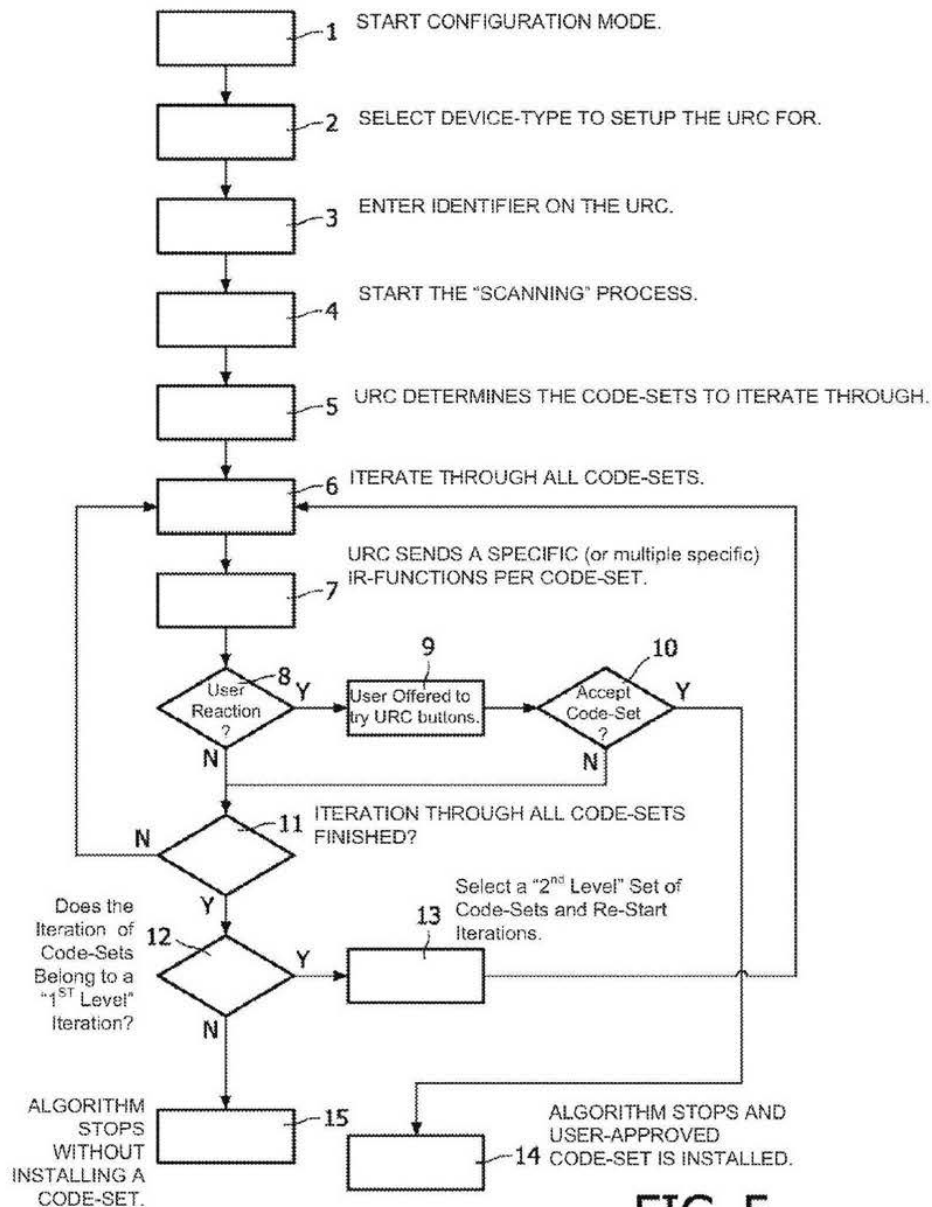 1 START CONFIGURATION MODE.
2 SELECT DEVICE-TYPE TO SETUP THE URC FOR.
3 ENTER IDENTIFIER ON THE URC.
4 START THE “SCANNING” PROCESS.
5 URC DETERMINES THE CODE-SETS TO ITERATE THROUGH.
6 ITERATE THROUGH ALL CODE-SETS.
URC SENDS A SPECIFIC (or multiple specific)
7 IR-FUNCTIONS PER CODE-SET.
8
User
Reaction
?
Y
N
9
User Offered to
try URC buttons.
10
Accept
Code-Set
?
Y
N
11 ITERATION THROUGH ALL CODE-SETS
FINISHED?
N
Y
Does the
Iteration of
Code-Sets
Belong to a
“1ST Level”
Iteration?
12
Y
N
13
Select a “2nd Level” Set of
Code-Sets and Re-Start
Iterations.
ALGORITHM
STOPS
WITHOUT
INSTALLING A
CODE-SET.
15
14
ALGORITHM STOPS AND
USER-APPROVED
CODE-SET IS INSTALLED.